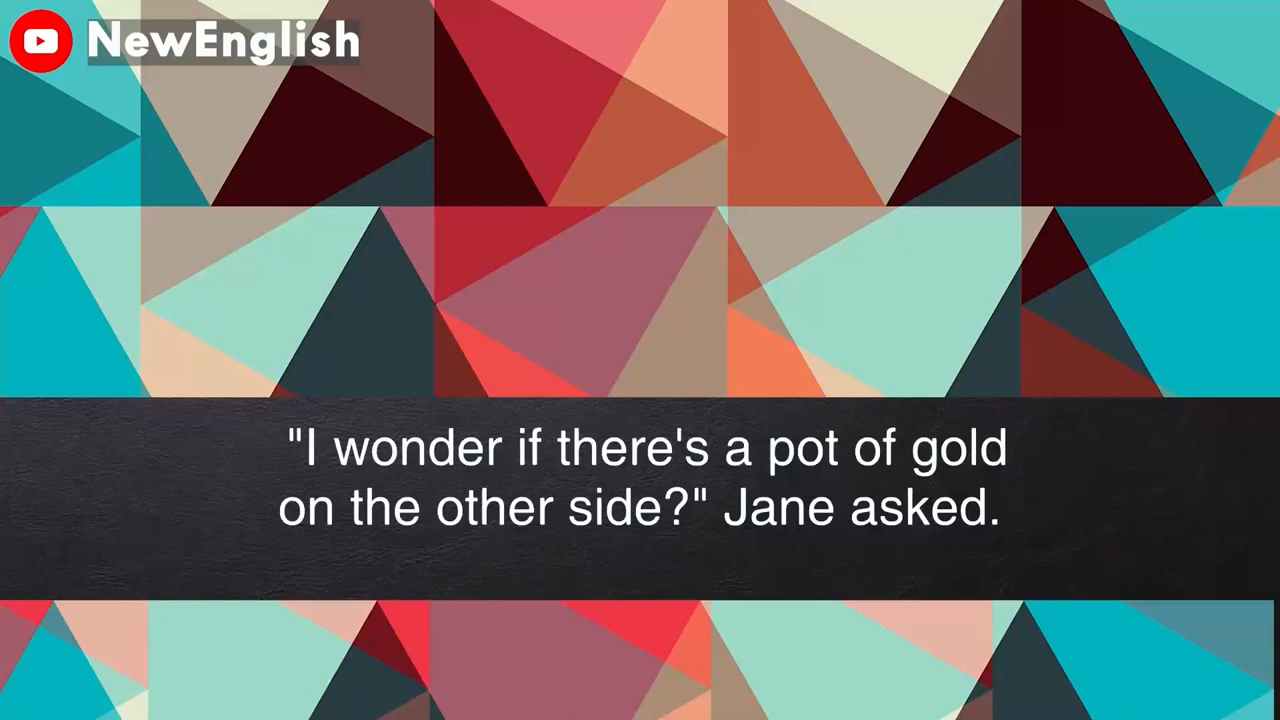 NewEnglish
"I wonder if there's a pot of gold
on the other side?" Jane asked.